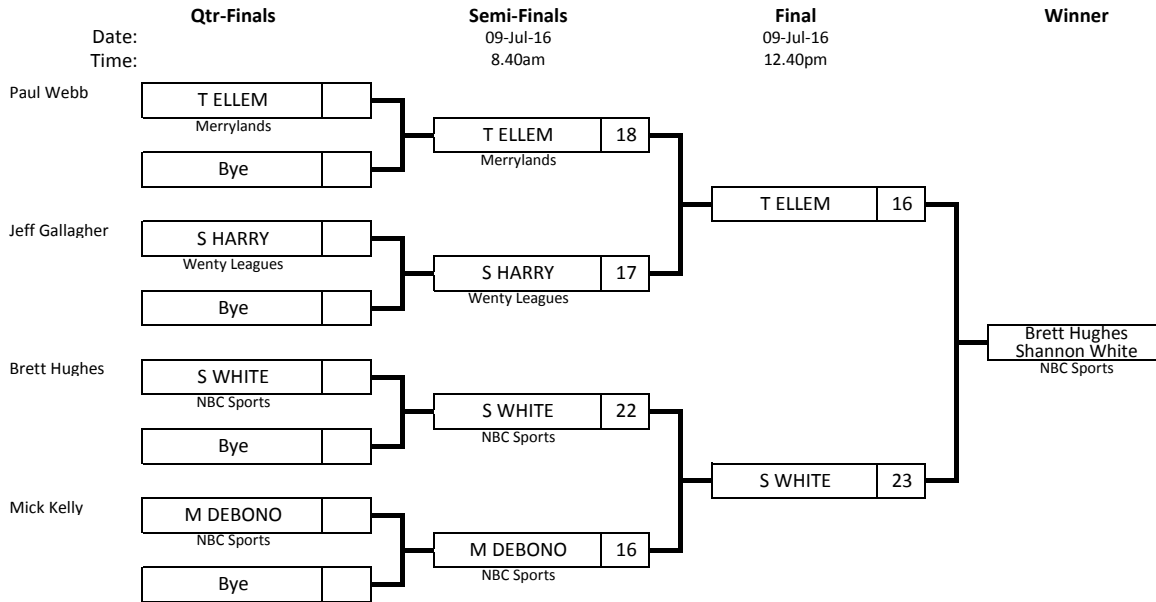 Qtr-Finals Semi-Finals Final Winner
Date: 09-Jul-16 09-Jul-16
Time: 8.40am 12.40pm
Paul Webb
T ELLEM
Merrylands
T ELLEM 18
Merrylands
Bye
T ELLEM 16
Jeff Gallagher
S HARRY
Wenty Leagues
S HARRY 17
Wenty Leagues
Bye
Brett Hughes
Shannon White
NBC Sports
Brett Hughes
S WHITE
NBC Sports
S WHITE 22
NBC Sports
Bye
S WHITE 23
Mick Kelly
M DEBONO
NBC Sports
M DEBONO 16
NBC Sports
Bye